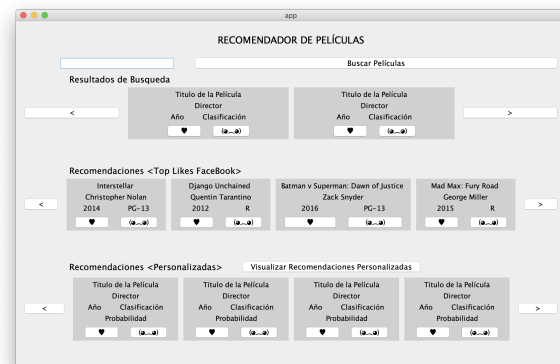 app
RECOMENDADOR DE PELÍCULAS
Buscar Películas
Resultados de Busqueda
Titulo de la Película Titulo de la Película
Director Director
Año Clasificación Año Clasificación
< ♥ (◕︵◕) ♥ (◕︵◕) >
Recomendaciones <Top Likes FaceBook>
Interstellar Django Unchained Batman v Superman: Dawn of Justice Mad Max: Fury Road
Christopher Nolan Quentin Tarantino Zack Snyder George Miller
< 2014 PG-13 2012 R 2016 PG-13 2015 R >
♥ (◕︵◕) ♥ (◕︵◕) ♥ (◕︵◕) ♥ (◕︵◕)
Recomendaciones <Personalizadas> Visualizar Recomendaciones Personalizadas
Titulo de la Película Titulo de la Película Titulo de la Película Titulo de la Película
Director Director Director Director
< Año Clasificación Año Clasificación Año Clasificación Año Clasificación >
Probabilidad Probabilidad Probabilidad Probabilidad
♥ (◕︵◕) ♥ (◕︵◕) ♥ (◕︵◕) ♥ (◕︵◕)